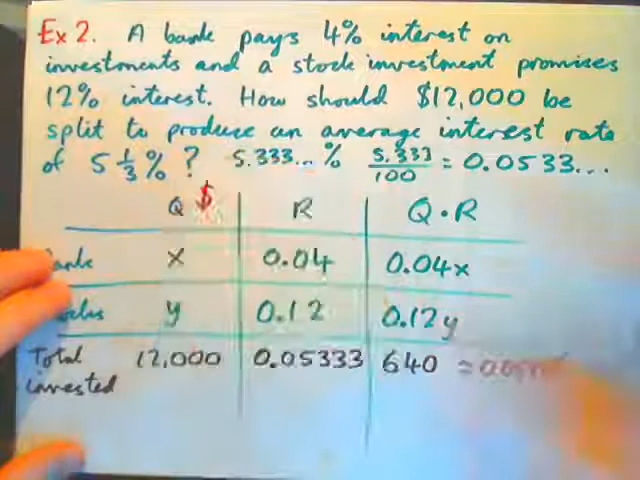 Ex 2. A bank pays 4% interest on
investments and a stock investment promises
12% interest. How should $12,000 be
split to produce an average interest rate
of 5 1/3 % ? 5.333... % 5.333/100 = 0.0533...
Q $ R Q·R
x 0.04 0.04x
y 0.12 0.12y
Total 12,000 0.05333 640 =
invested